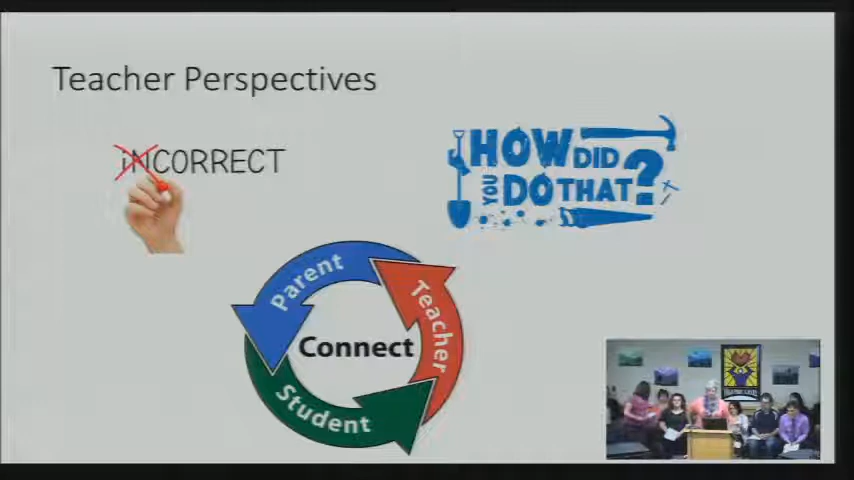 Teacher Perspectives
iNCORRECT
HOW DID
YOU DO THAT?
Parent
Teacher
Connect
Student